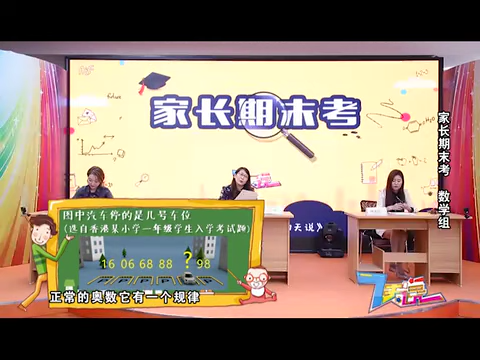 家长期末考
家长期末考 数学组
图中汽车停的是几号车位
(选自香港某小学一年级学生入学考试题)
16 06 68 88 ? 98
天说》
正常的奥数它有一个规律